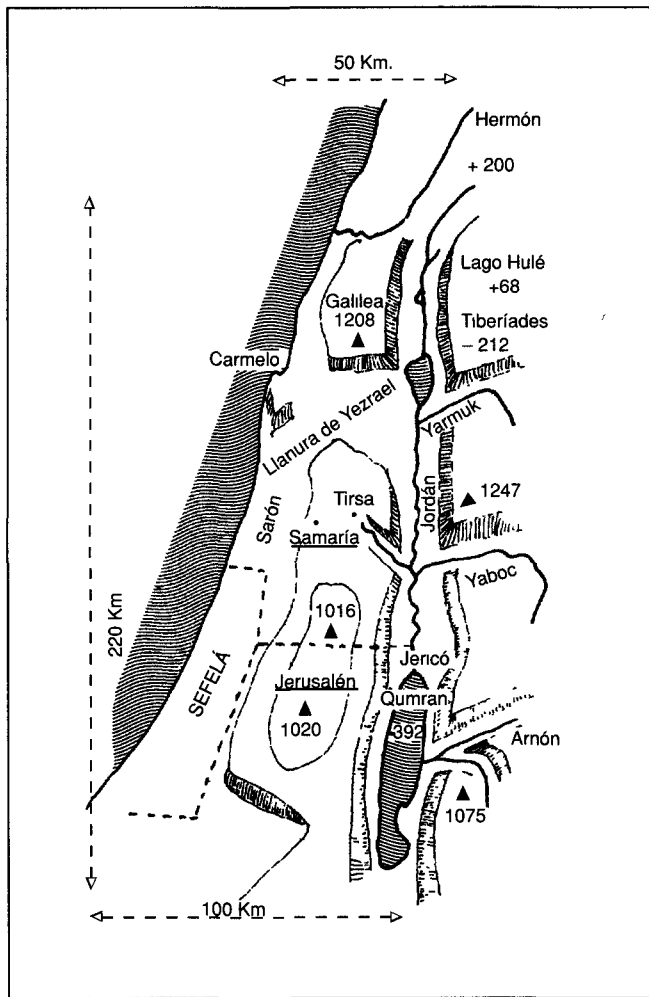 50 Km.
Hermón
+ 200
Lago Hulé
+68
Galilea
1208
Tiberíades
– 212
Carmelo
Llanura de Yezrael
Yarmuk
Sarón
Tirsa
Jordán
1247
Samaría
Yaboc
220 Km
1016
SEFELÁ
Jericó
Jerusalén
Qumran
1020
-392
Arnón
1075
100 Km